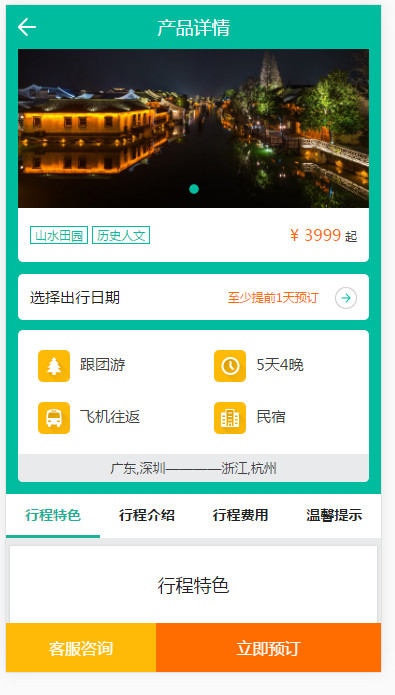 产品详情
山水田园 历史人文 ¥ 3999 起
选择出行日期 至少提前1天预订
跟团游 5天4晚
飞机往返 民宿
广东,深圳————浙江,杭州
行程特色 行程介绍 行程费用 温馨提示
行程特色
客服咨询 立即预订